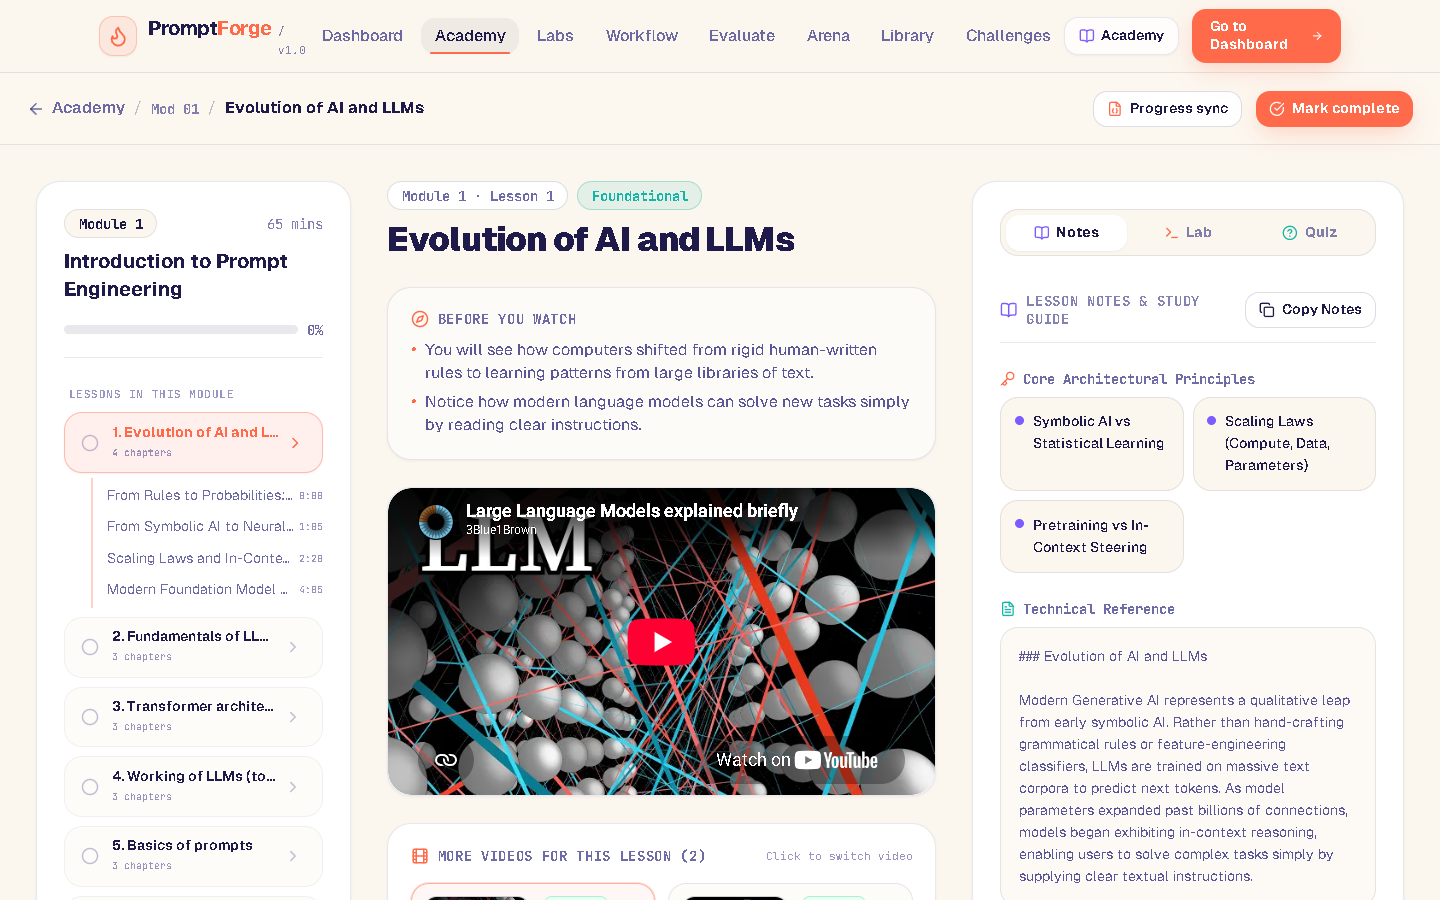 PromptForge / v1.0
Dashboard
Academy
Labs
Workflow
Evaluate
Arena
Library
Challenges
Academy
Go to
Dashboard →
← Academy / Mod 01 / Evolution of AI and LLMs
Progress sync
Mark complete
Module 1
65 mins
Introduction to Prompt
Engineering
0%
LESSONS IN THIS MODULE
1. Evolution of AI and L...
4 chapters
From Rules to Probabilities:... 0:00
From Symbolic AI to Neural... 1:05
Scaling Laws and In-Conte... 2:20
Modern Foundation Model ... 4:05
2. Fundamentals of LL...
3 chapters
3. Transformer archite...
3 chapters
4. Working of LLMs (to...
3 chapters
5. Basics of prompts
3 chapters
Module 1 · Lesson 1
Foundational
Evolution of AI and LLMs
BEFORE YOU WATCH
• You will see how computers shifted from rigid human-written
rules to learning patterns from large libraries of text.
• Notice how modern language models can solve new tasks simply
by reading clear instructions.
Large Language Models explained briefly
3Blue1Brown
LLM
Watch on YouTube
MORE VIDEOS FOR THIS LESSON (2)
Click to switch video
Notes
Lab
Quiz
LESSON NOTES & STUDY
GUIDE
Copy Notes
Core Architectural Principles
Symbolic AI vs
Statistical Learning
Scaling Laws
(Compute, Data,
Parameters)
Pretraining vs In-
Context Steering
Technical Reference
### Evolution of AI and LLMs
Modern Generative AI represents a qualitative leap
from early symbolic AI. Rather than hand-crafting
grammatical rules or feature-engineering
classifiers, LLMs are trained on massive text
corpora to predict next tokens. As model
parameters expanded past billions of connections,
models began exhibiting in-context reasoning,
enabling users to solve complex tasks simply by
supplying clear textual instructions.